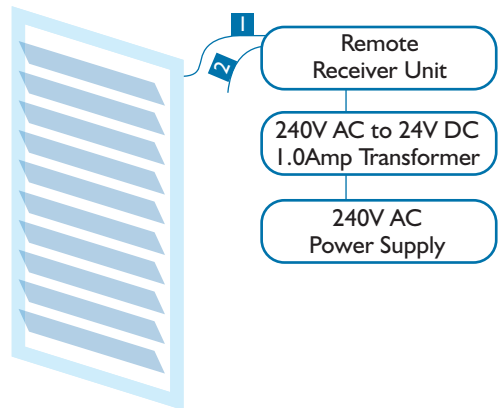 1
2
Remote
Receiver Unit
240V AC to 24V DC
1.0Amp Transformer
240V AC
Power Supply